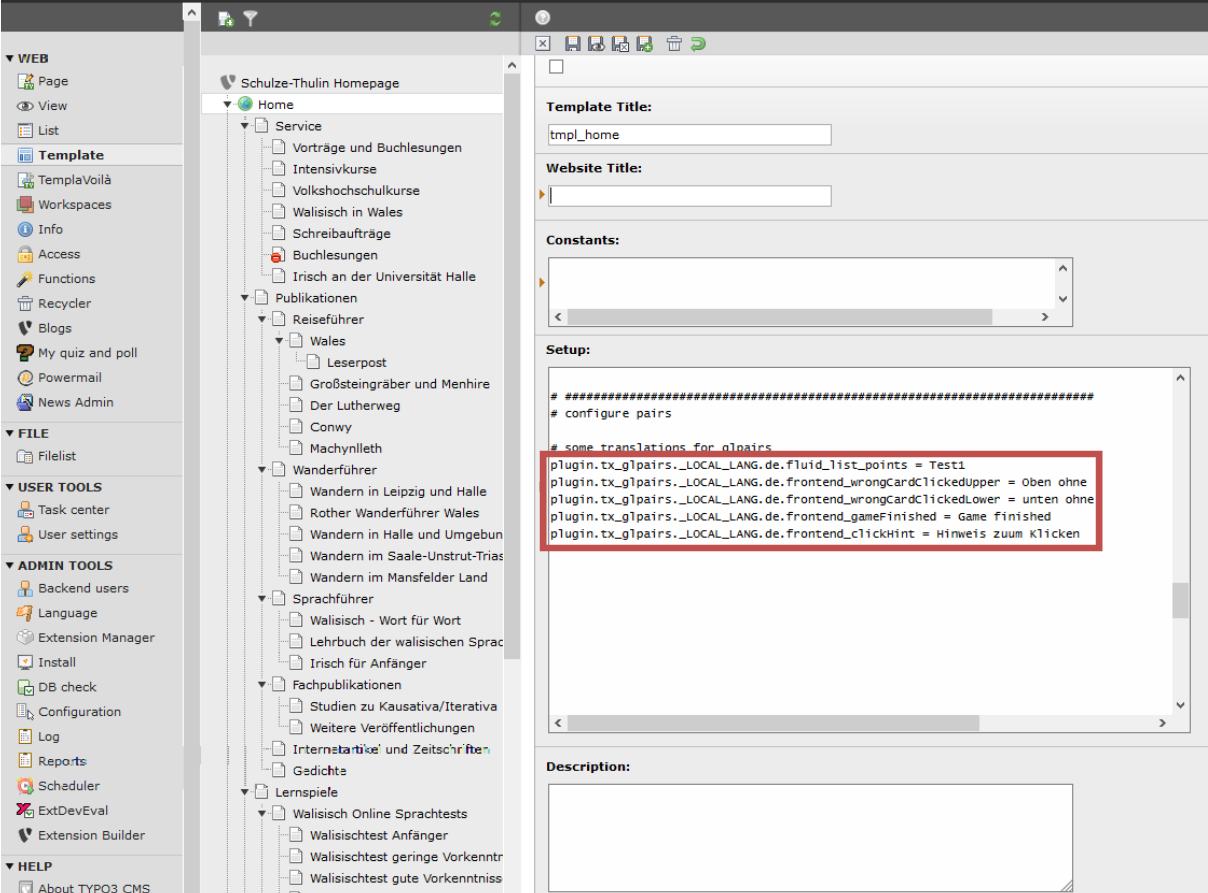 WEB
Page
View
List
Template
TemplaVoilà
Workspaces
Info
Access
Functions
Recycler
Blogs
My quiz and poll
Powermail
News Admin
FILE
Filelist
USER TOOLS
Task center
User settings
ADMIN TOOLS
Backend users
Language
Extension Manager
Install
DB check
Configuration
Log
Reports
Scheduler
ExtDevEval
Extension Builder
HELP
About TYPO3 CMS
Schulze-Thulin Homepage
Home
Service
Vorträge und Buchlesungen
Intensivkurse
Volkshochschulkurse
Walisisch in Wales
Schreibaufträge
Buchlesungen
Irisch an der Universität Halle
Publikationen
Reiseführer
Wales
Leserpost
Großsteingräber und Menhire
Der Lutherweg
Conwy
Machynlleth
Wanderführer
Wandern in Leipzig und Halle
Rother Wanderführer Wales
Wandern in Halle und Umgebun
Wandern im Saale-Unstrut-Trias
Wandern im Mansfelder Land
Sprachführer
Walisisch - Wort für Wort
Lehrbuch der walisischen Sprac
Irisch für Anfänger
Fachpublikationen
Studien zu Kausativa/Iterativa
Weitere Veröffentlichungen
Internetartikel und Zeitschriften
Gedichte
Lernspiele
Walisisch Online Sprachtests
Walisischtest Anfänger
Walisischtest geringe Vorkenntr
Walisischtest gute Vorkenntniss
Template Title:
tmpl_home
Website Title:
Constants:
Setup:
# ##########################################################################
# configure pairs
# some translations for glpairs
plugin.tx_glpairs._LOCAL_LANG.de.fluid_list_points = Test1
plugin.tx_glpairs._LOCAL_LANG.de.frontend_wrongCardClickedUpper = Oben ohne
plugin.tx_glpairs._LOCAL_LANG.de.frontend_wrongCardClickedLower = unten ohne
plugin.tx_glpairs._LOCAL_LANG.de.frontend_gameFinished = Game finished
plugin.tx_glpairs._LOCAL_LANG.de.frontend_clickHint = Hinweis zuum Klicken
Description: